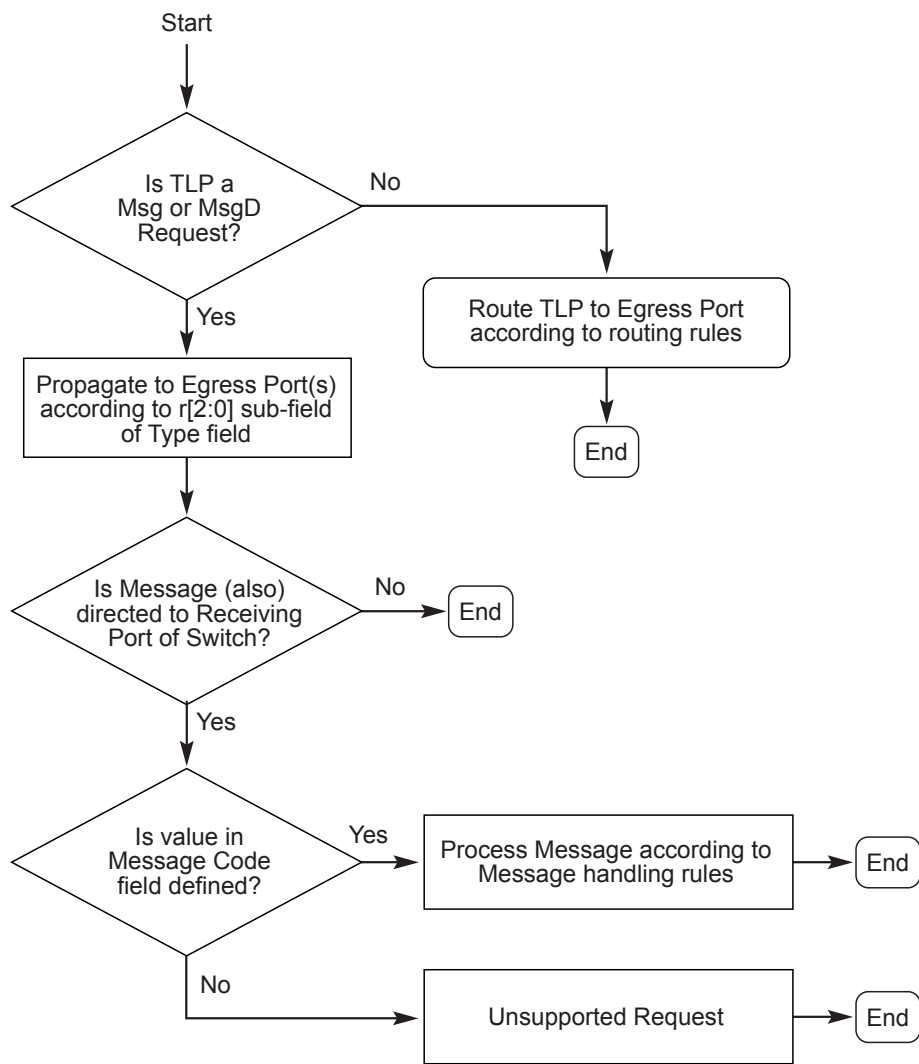 Start
Is TLP a
Msg or MsgD
Request?
No
Yes
Route TLP to Egress Port
according to routing rules
End
Propagate to Egress Port(s)
according to r[2:0] sub-field
of Type field
Is Message (also)
directed to Receiving
Port of Switch?
No
End
Yes
Is value in
Message Code
field defined?
Yes
Process Message according to
Message handling rules
End
No
Unsupported Request
End